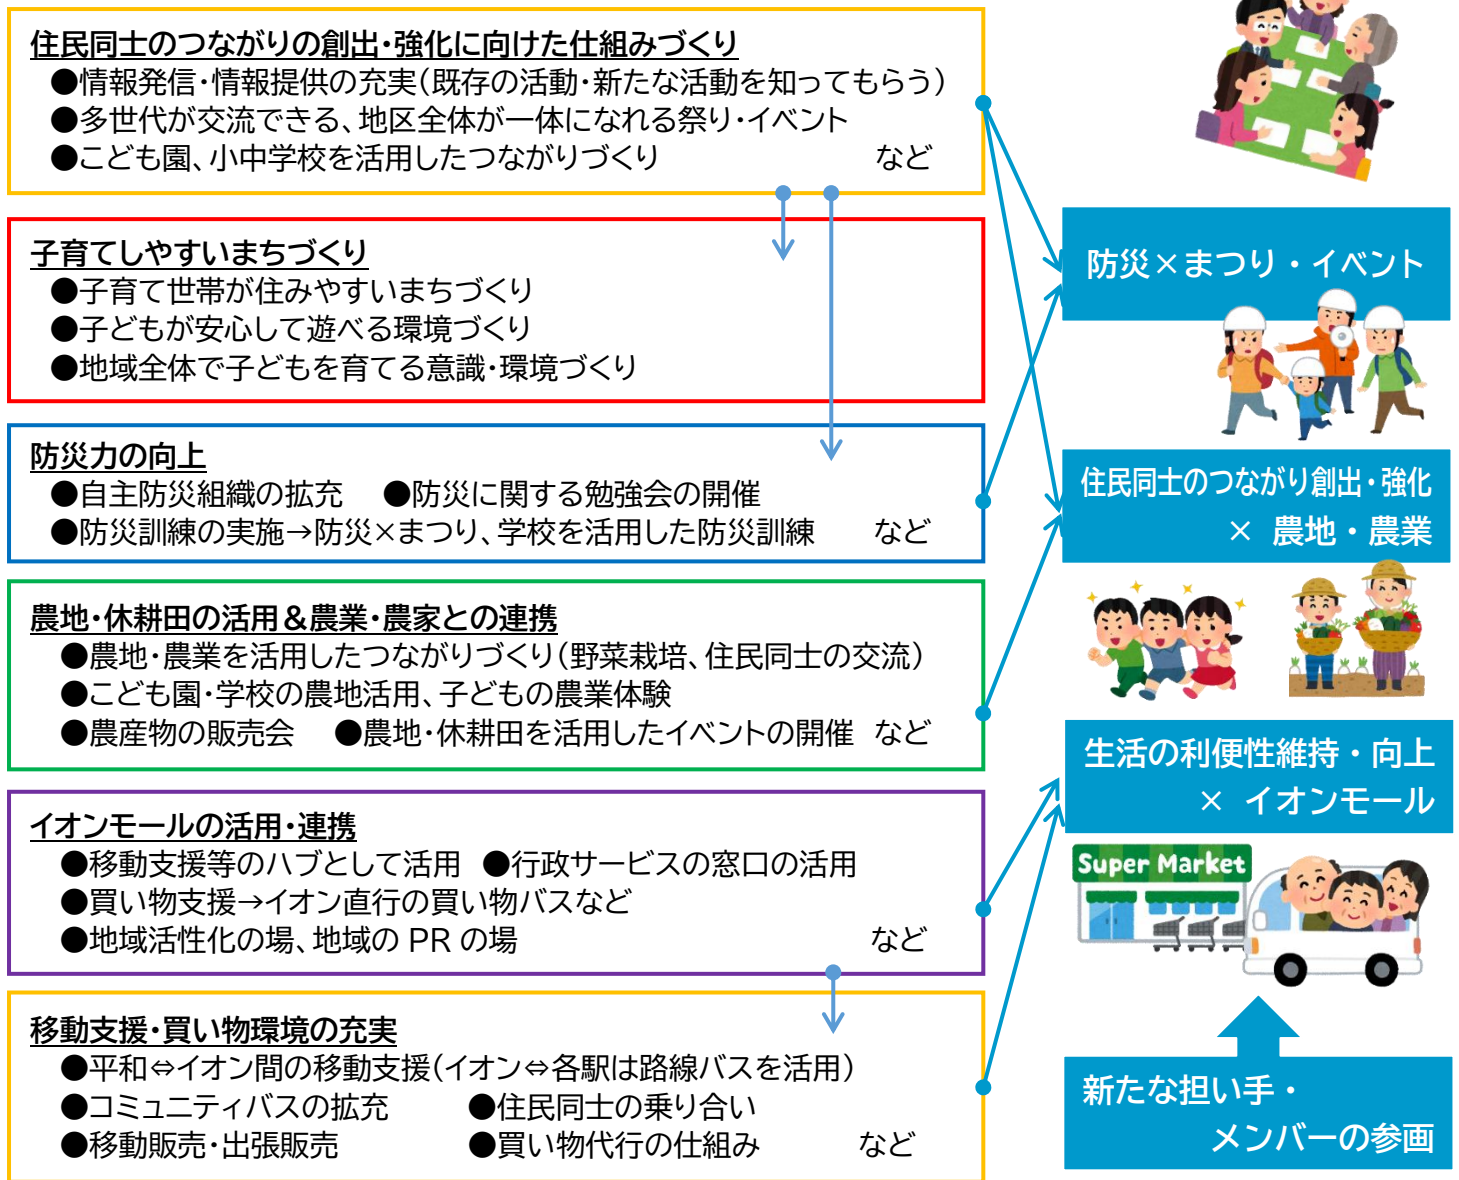 住民同士のつながりの創出・強化に向けた仕組みづくり
●情報発信・情報提供の充実(既存の活動・新たな活動を知ってもらう)
●多世代が交流できる、地区全体が一体になれる祭り・イベント
●こども園、小中学校を活用したつながりづくり など
子育てしやすいまちづくり
●子育て世帯が住みやすいまちづくり
●子どもが安心して遊べる環境づくり
●地域全体で子どもを育てる意識・環境づくり
防災力の向上
●自主防災組織の拡充 ●防災に関する勉強会の開催
●防災訓練の実施→防災×まつり、学校を活用した防災訓練 など
農地・休耕田の活用＆農業・農家との連携
●農地・農業を活用したつながりづくり(野菜栽培、住民同士の交流)
●こども園・学校の農地活用、子どもの農業体験
●農産物の販売会 ●農地・休耕田を活用したイベントの開催 など
イオンモールの活用・連携
●移動支援等のハブとして活用 ●行政サービスの窓口の活用
●買い物支援→イオン直行の買い物バスなど
●地域活性化の場、地域の PR の場 など
移動支援・買い物環境の充実
●平和⇔イオン間の移動支援(イオン⇔各駅は路線バスを活用)
●コミュニティバスの拡充 ●住民同士の乗り合い
●移動販売・出張販売 ●買い物代行の仕組み など
防災×まつり・イベント
住民同士のつながり創出・強化
× 農地・農業
生活の利便性維持・向上
× イオンモール
Super Market
新たな担い手・
メンバーの参画